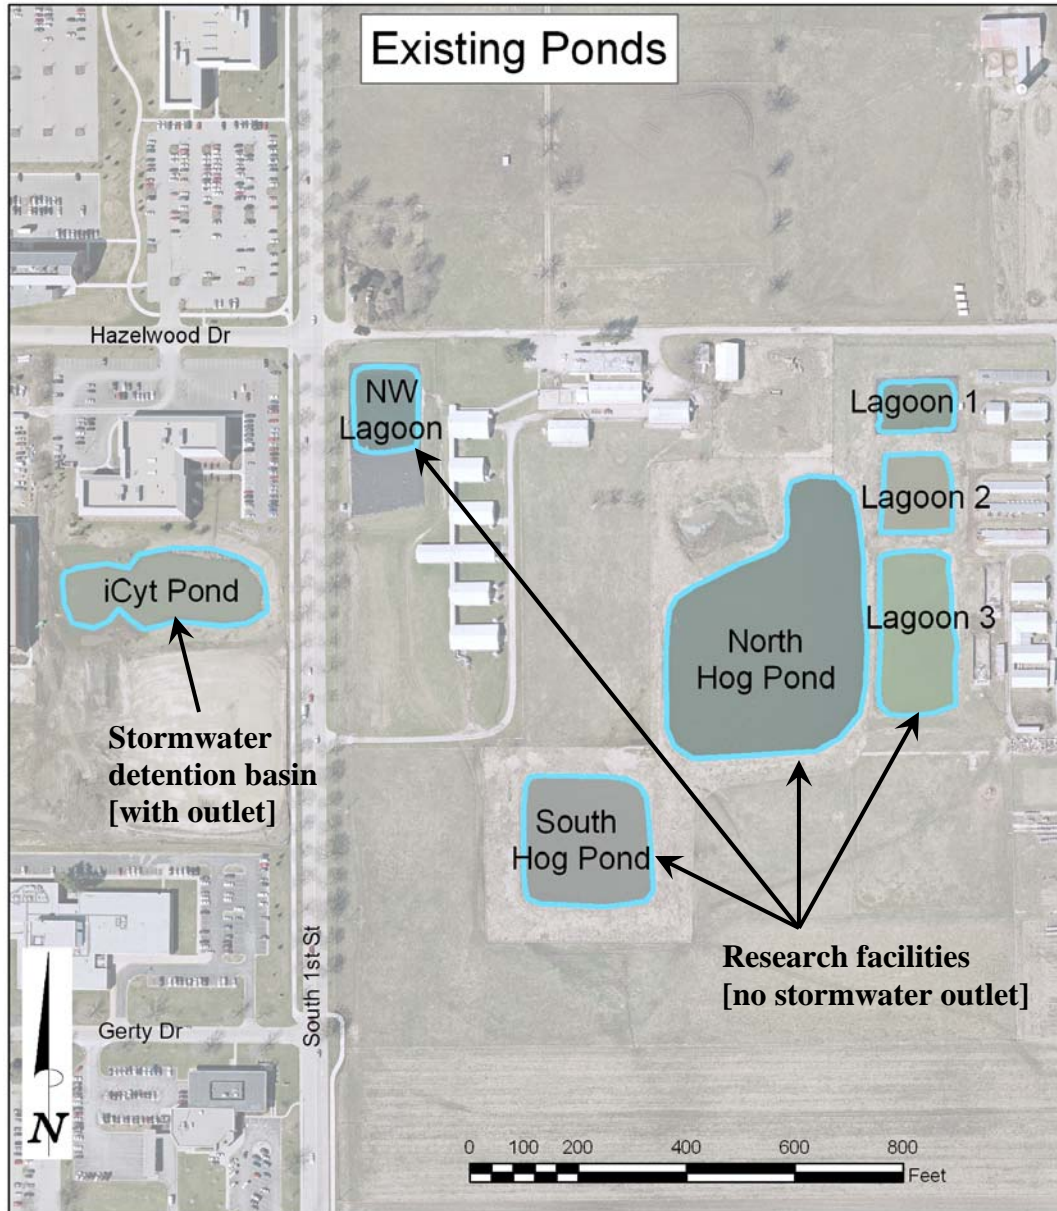 Existing Ponds
Hazelwood Dr
NW
Lagoon
Lagoon 1
Lagoon 2
iCyt Pond
Lagoon 3
North
Hog Pond
Stormwater
detention basin
[with outlet]
South
Hog Pond
Research facilities
[no stormwater outlet]
South 1st St
Gerty Dr
N
0 100 200 400 600 800
Feet